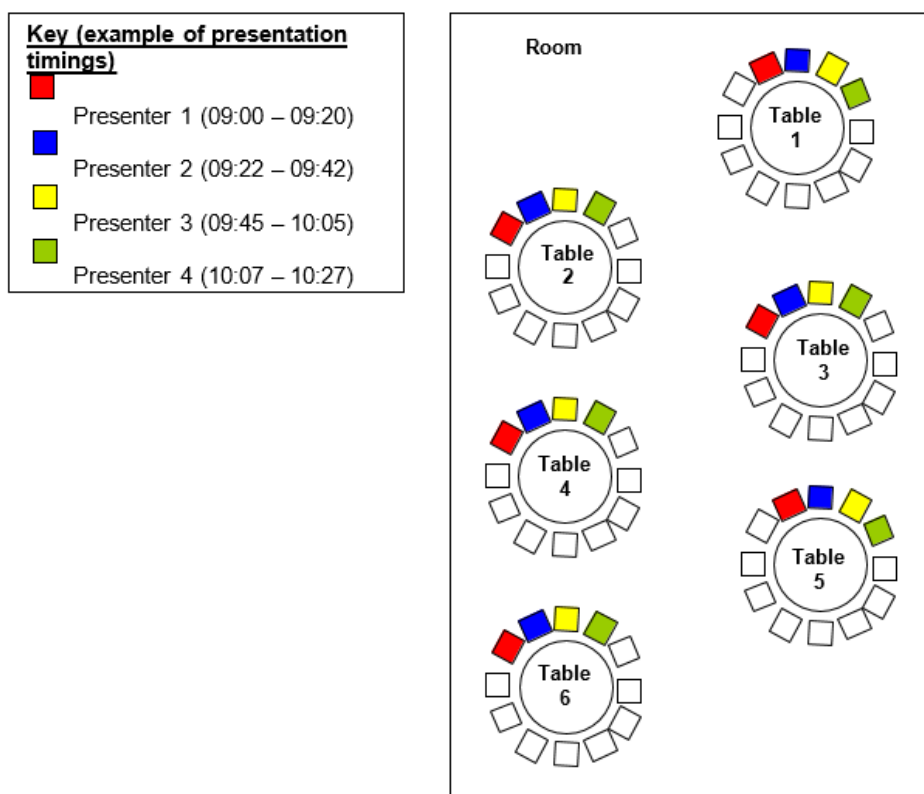 Key (example of presentation
timings)
Presenter 1 (09:00 – 09:20)
Presenter 2 (09:22 – 09:42)
Presenter 3 (09:45 – 10:05)
Presenter 4 (10:07 – 10:27)
Room
Table
1
Table
2
Table
3
Table
4
Table
5
Table
6